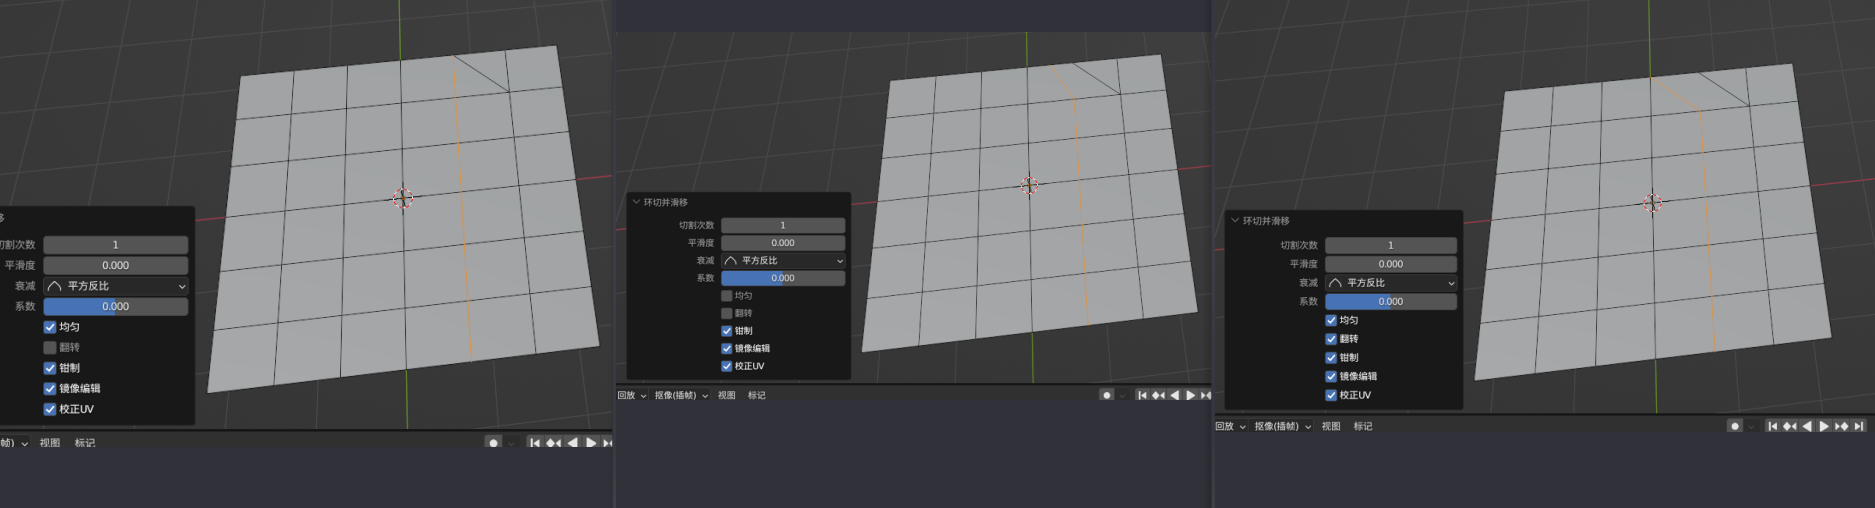 移
切割次数 1
平滑度 0.000
衰减 平方反比
系数 0.000
均匀
翻转
钳制
镜像编辑
校正UV
帧) 视图 标记
环切并滑移
切割次数 1
平滑度 0.000
衰减 平方反比
系数 0.000
均匀
翻转
钳制
镜像编辑
校正UV
回放 抠像(插帧) 视图 标记
环切并滑移
切割次数 1
平滑度 0.000
衰减 平方反比
系数 0.000
均匀
翻转
钳制
镜像编辑
校正UV
回放 抠像(插帧) 视图 标记